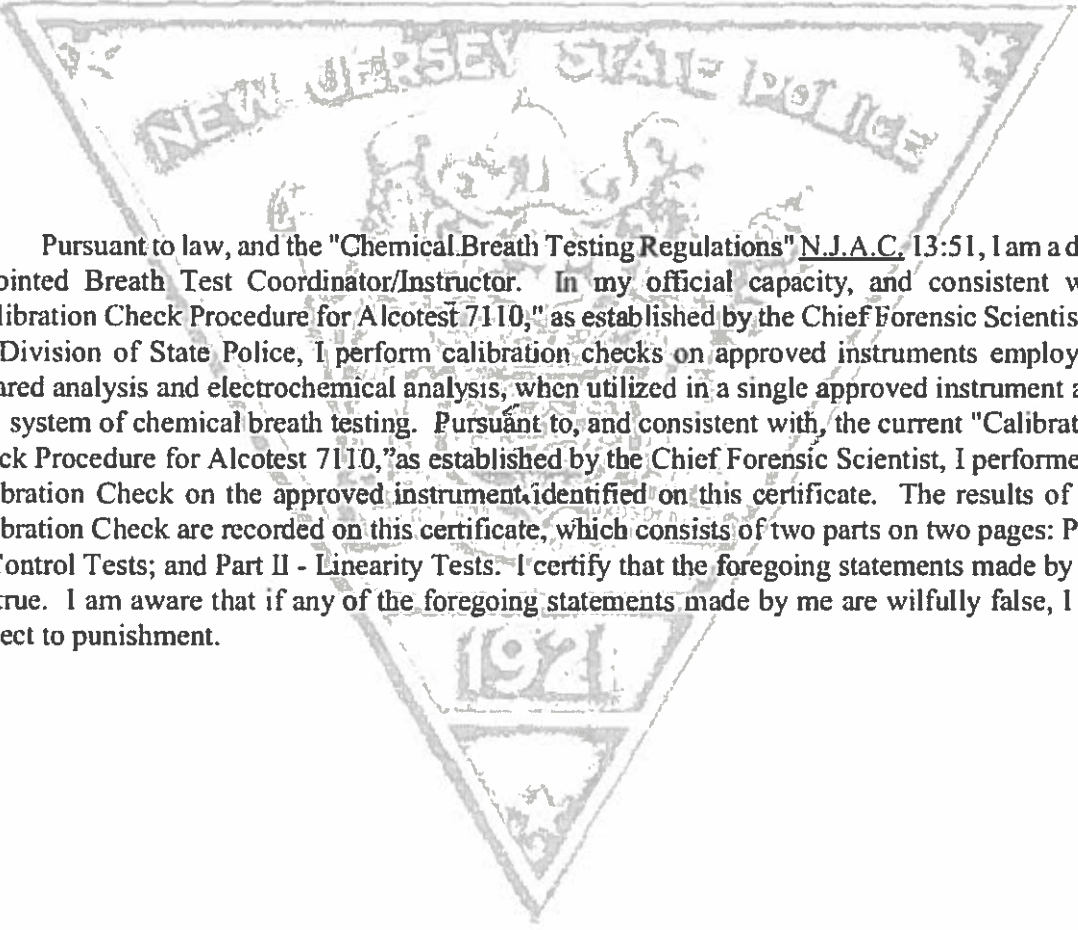 NEW JERSEY STATE POLICE
Pursuant to law, and the "Chemical Breath Testing Regulations" N.J.A.C. 13:51, I am a d
ointed Breath Test Coordinator/Instructor. In my official capacity, and consistent w
libration Check Procedure for Alcotest 7110," as established by the Chief Forensic Scientis
Division of State Police, I perform calibration checks on approved instruments employ
ared analysis and electrochemical analysis, when utilized in a single approved instrument a
system of chemical breath testing. Pursuant to, and consistent with, the current "Calibrat
ck Procedure for Alcotest 7110," as established by the Chief Forensic Scientist, I performe
bration Check on the approved instrument identified on this certificate. The results of
bration Check are recorded on this certificate, which consists of two parts on two pages: P
Control Tests; and Part II - Linearity Tests. I certify that the foregoing statements made by
true. I am aware that if any of the foregoing statements made by me are wilfully false, I
ect to punishment.
1921